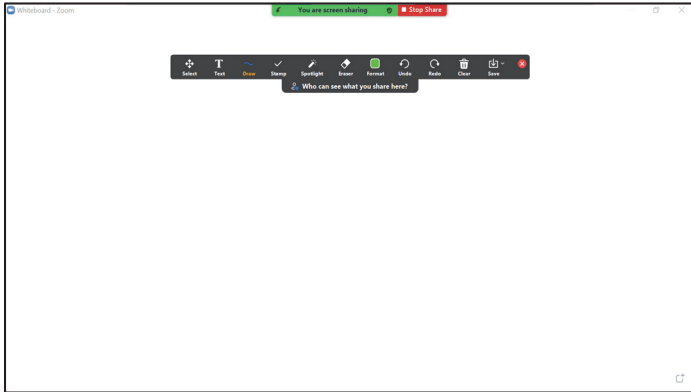 Whiteboard - Zoom
You are screen sharing
Stop Share
Select Text Draw Stamp Spotlight Eraser Format Undo Redo Clear Save
Who can see what you share here?